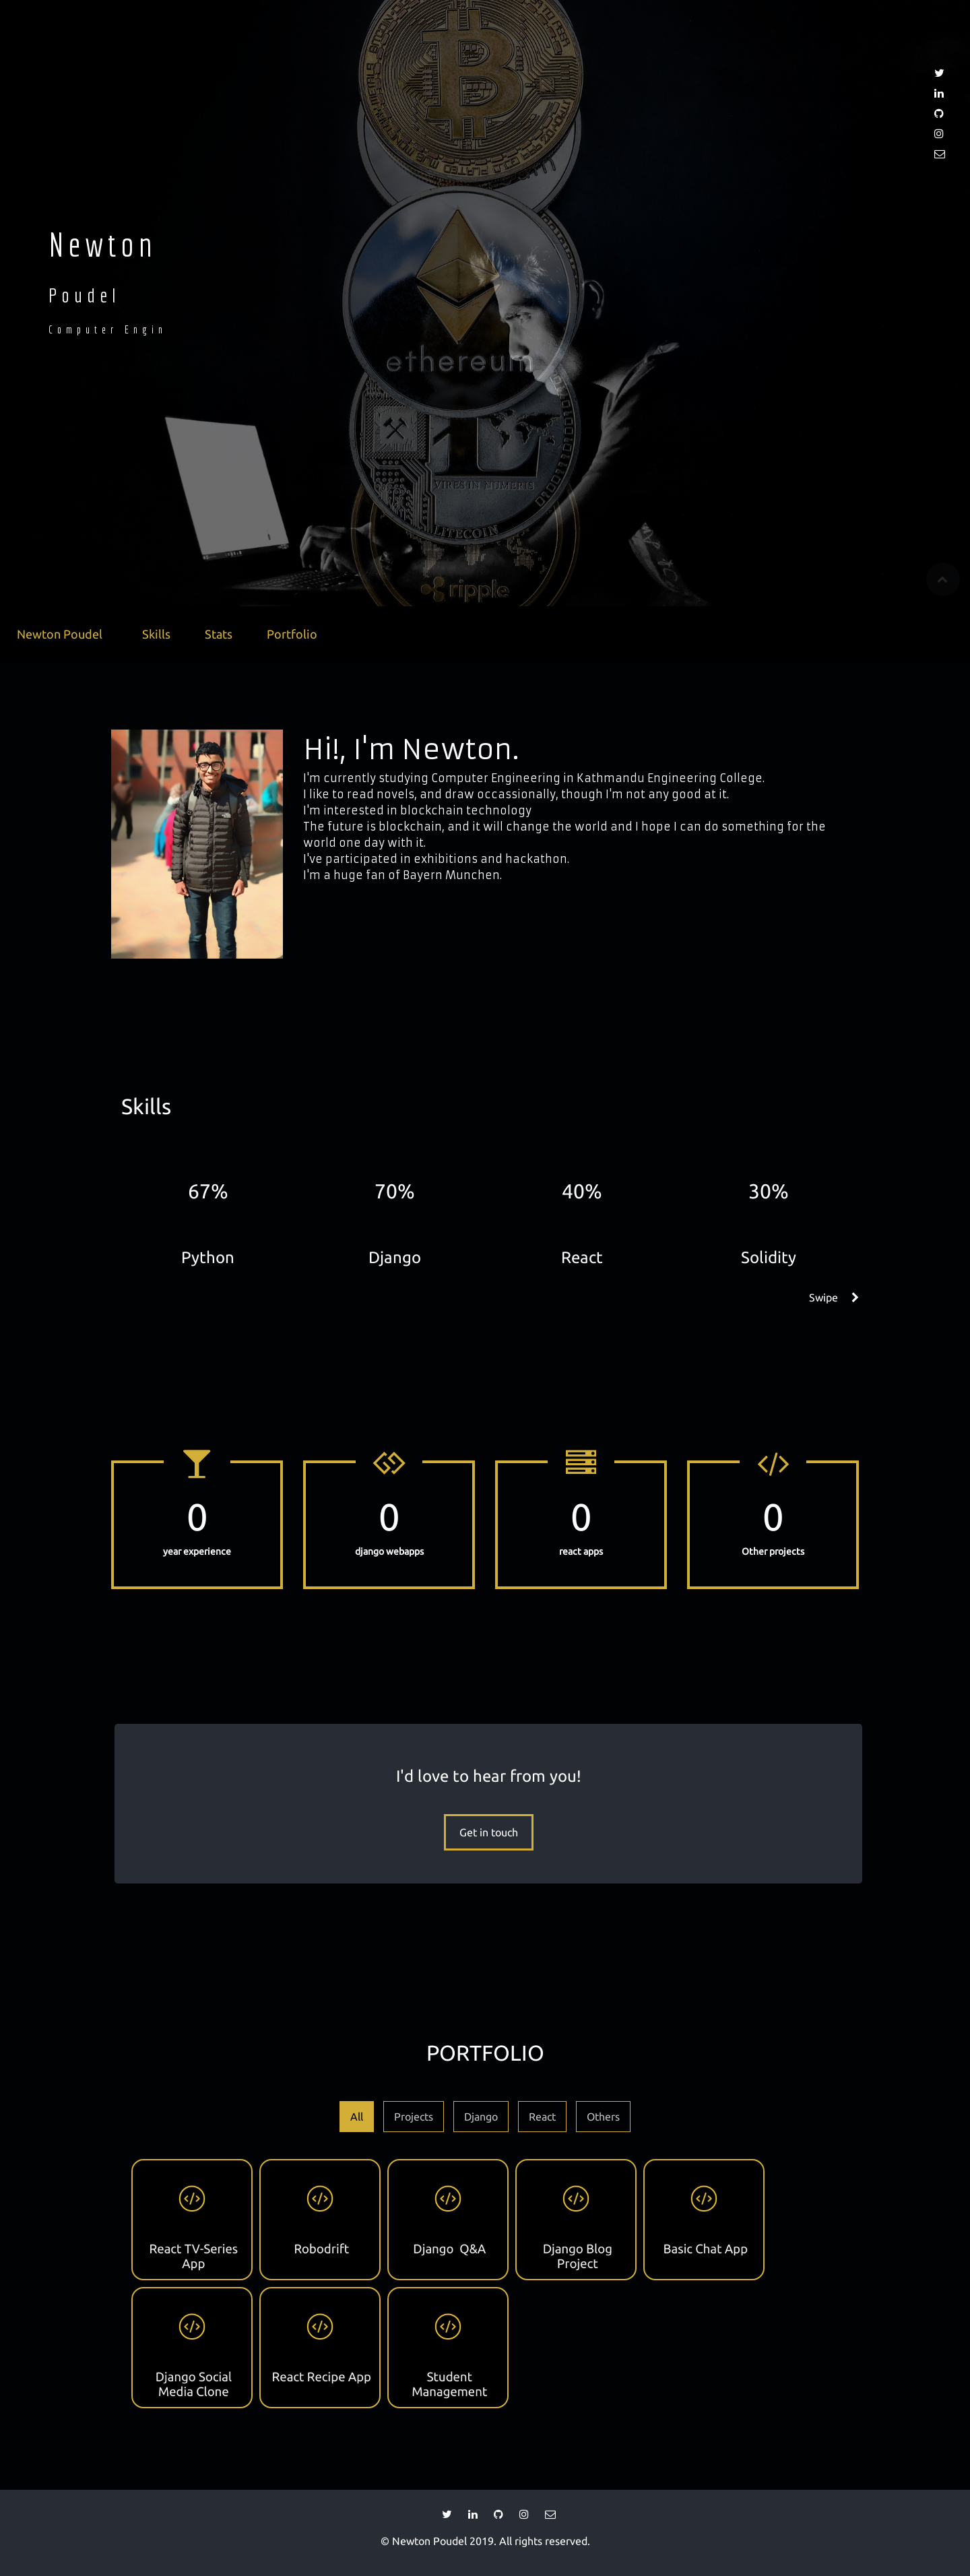 Newton
Poudel
Computer Engin
ethereum
VIRES IN NUMERIS
LITECOIN
ripple
Newton Poudel
Skills
Stats
Portfolio
Hi!, I'm Newton.
I'm currently studying Computer Engineering in Kathmandu Engineering College.
I like to read novels, and draw occassionally, though I'm not any good at it.
I'm interested in blockchain technology
The future is blockchain, and it will change the world and I hope I can do something for the
world one day with it.
I've participated in exhibitions and hackathon.
I'm a huge fan of Bayern Munchen.
Skills
67%
70%
40%
30%
Python
Django
React
Solidity
Swipe
0
0
0
0
year experience
django webapps
react apps
Other projects
I'd love to hear from you!
Get in touch
PORTFOLIO
All
Projects
Django
React
Others
React TV-Series
App
Robodrift
Django Q&A
Django Blog
Project
Basic Chat App
Django Social
Media Clone
React Recipe App
Student
Management
© Newton Poudel 2019. All rights reserved.